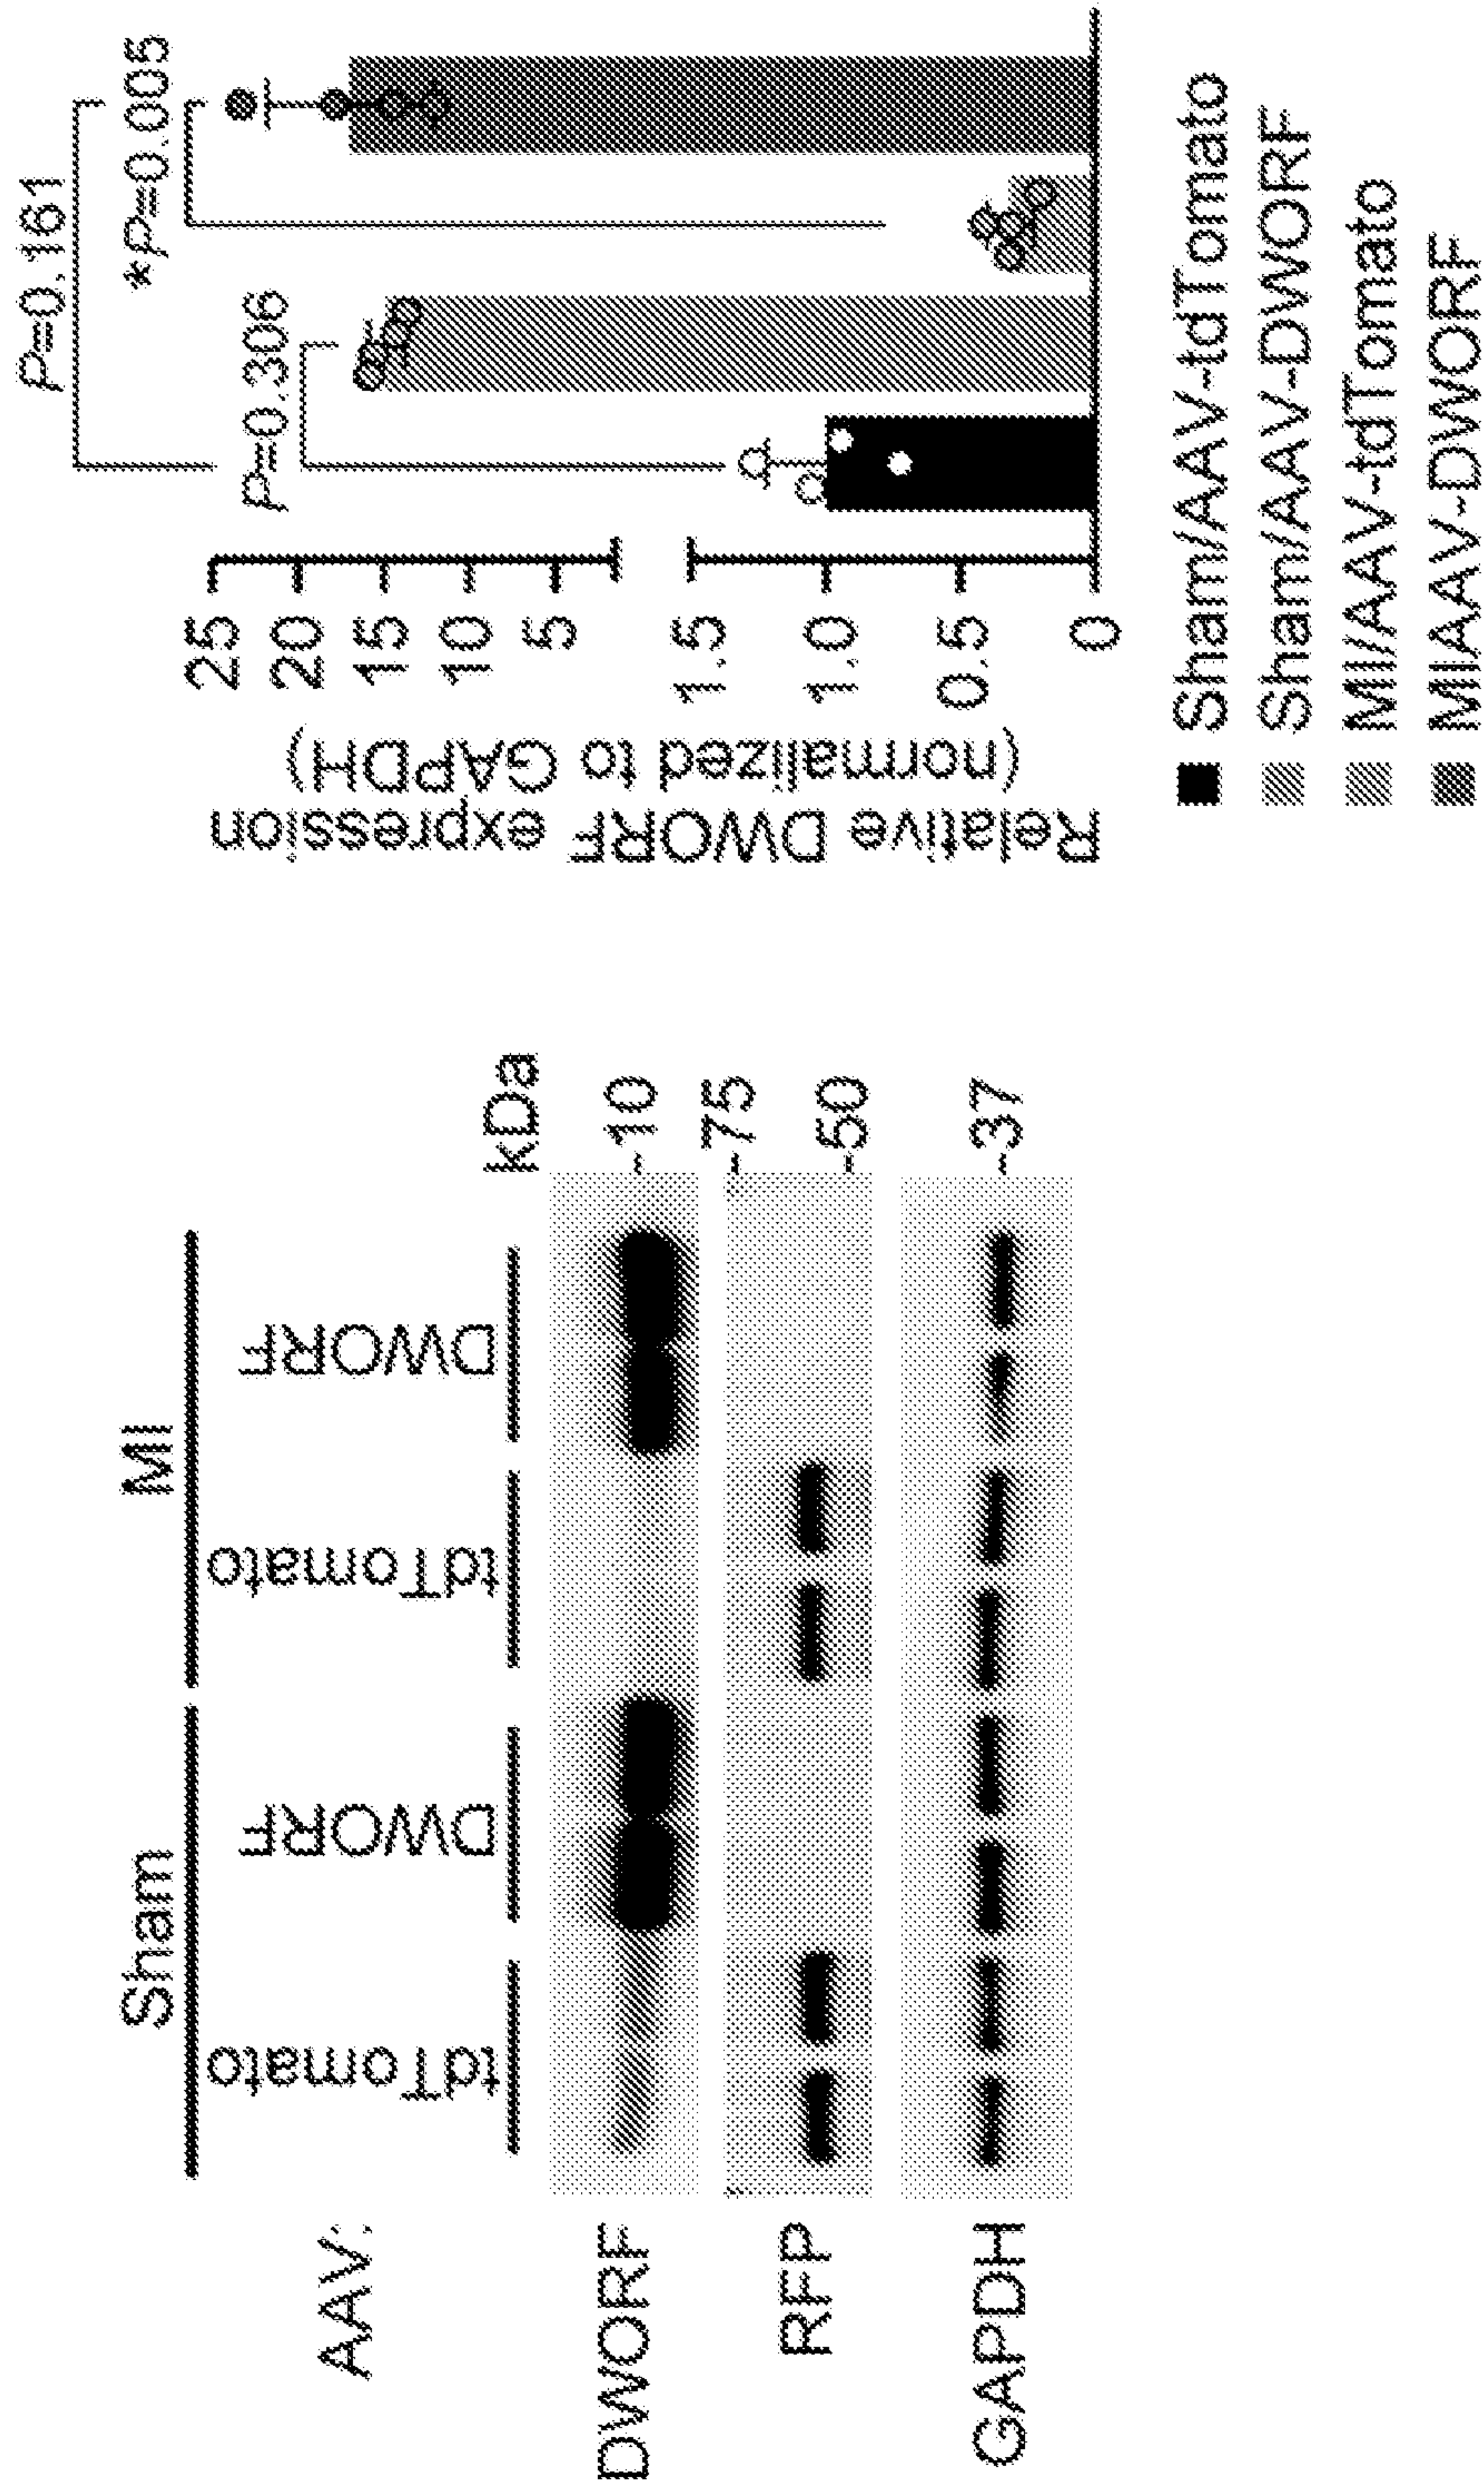 Sham
MI
AAV:
tdTomato
DWORF
tdTomato
DWORF
kDa
DWORF
-10
RFP
-75
-50
GAPDH
-37
Relative DWORF expression
(normalized to GAPDH)
25
20
15
10
5
1.5
1.0
0.5
0
P=0.161
*P=0.005
P=0.306
Sham/AAV-tdTomato
Sham/AAV-DWORF
MI/AAV-tdTomato
MIAAV-DWORF